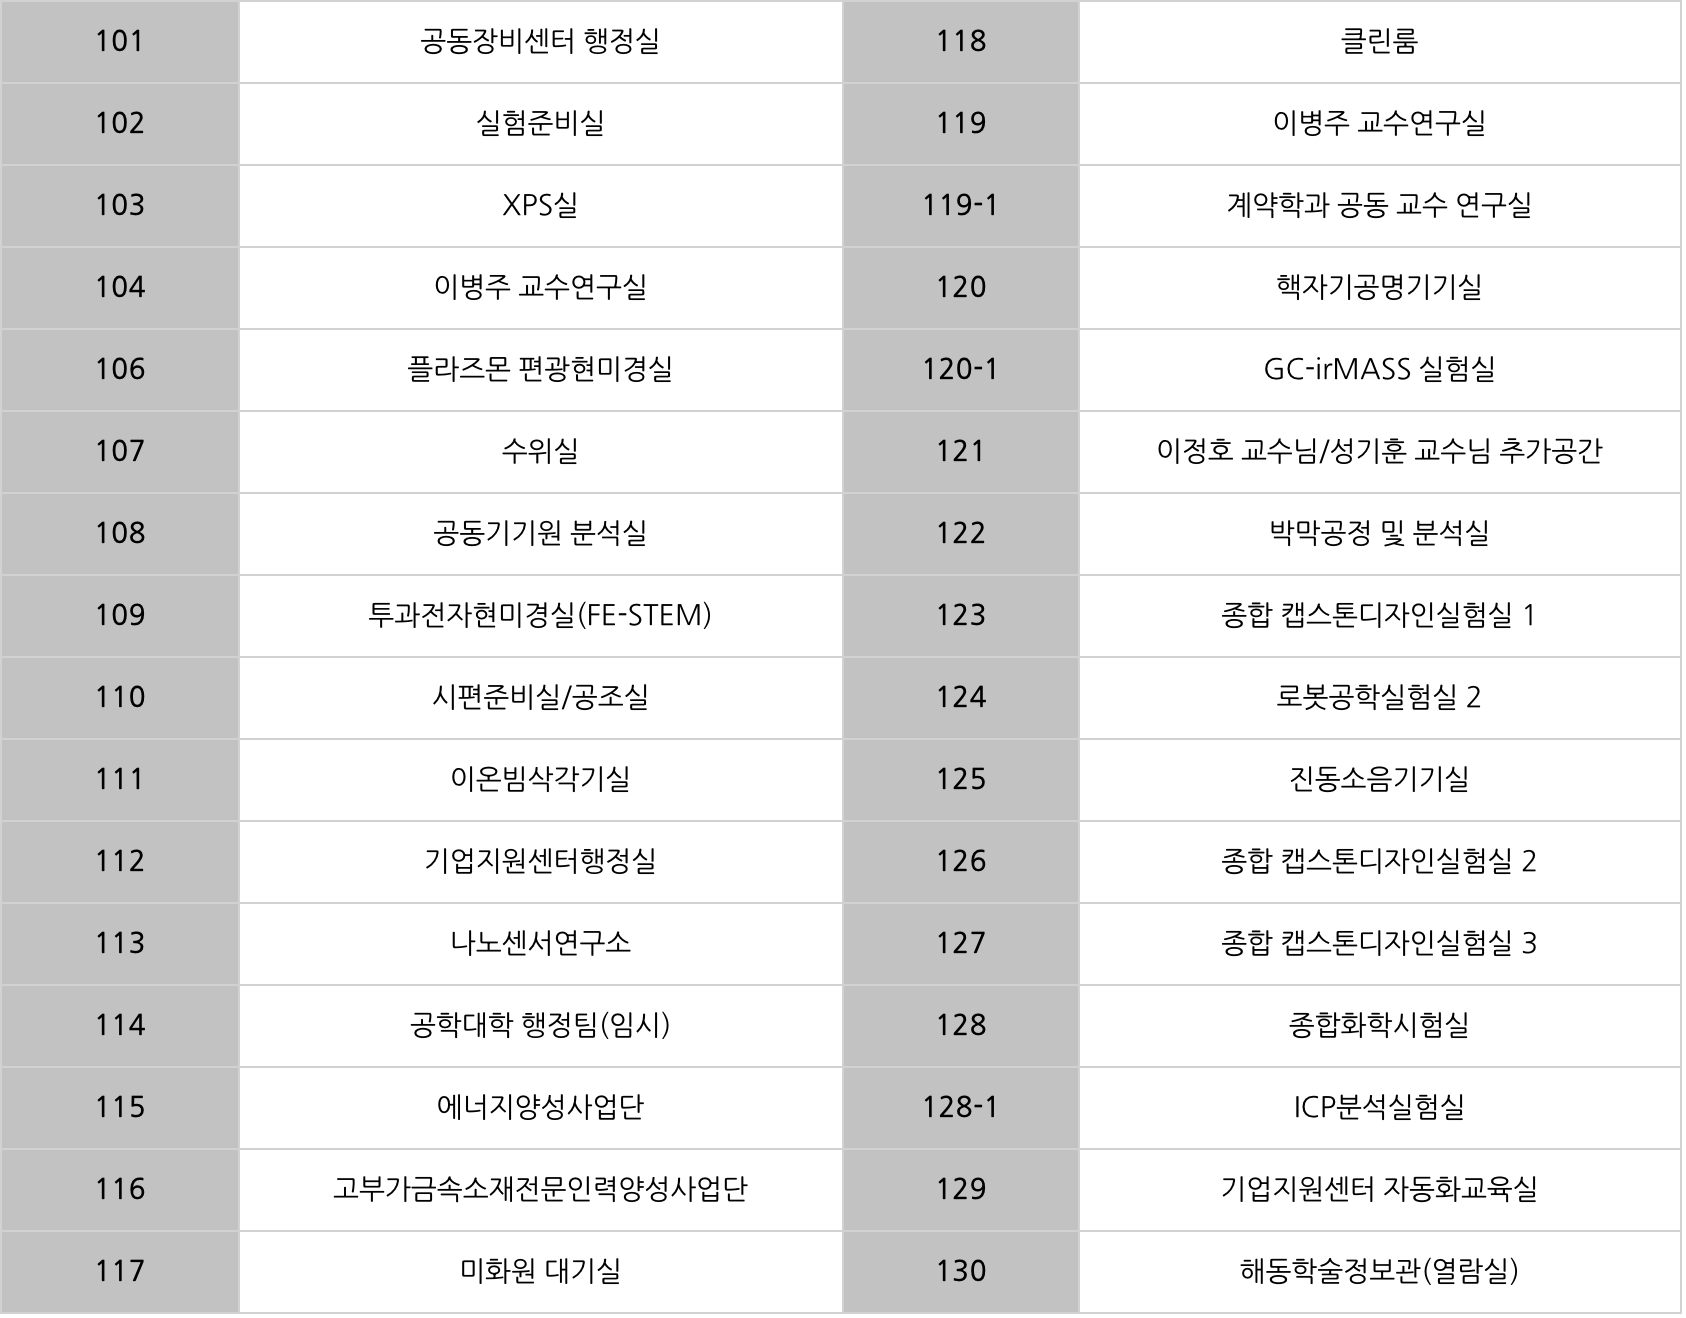 101 공동장비센터 행정실 118 클린룸
102 실험준비실 119 이병주 교수연구실
103 XPS실 119-1 계약학과 공동 교수 연구실
104 이병주 교수연구실 120 핵자기공명기기실
106 플라즈몬 편광현미경실 120-1 GC-irMASS 실험실
107 수위실 121 이정호 교수님/성기훈 교수님 추가공간
108 공동기기원 분석실 122 박막공정 및 분석실
109 투과전자현미경실(FE-STEM) 123 종합 캡스톤디자인실험실 1
110 시편준비실/공조실 124 로봇공학실험실 2
111 이온빔삭각기실 125 진동소음기기실
112 기업지원센터행정실 126 종합 캡스톤디자인실험실 2
113 나노센서연구소 127 종합 캡스톤디자인실험실 3
114 공학대학 행정팀(임시) 128 종합화학시험실
115 에너지양성사업단 128-1 ICP분석실험실
116 고부가금속소재전문인력양성사업단 129 기업지원센터 자동화교육실
117 미화원 대기실 130 해동학술정보관(열람실)